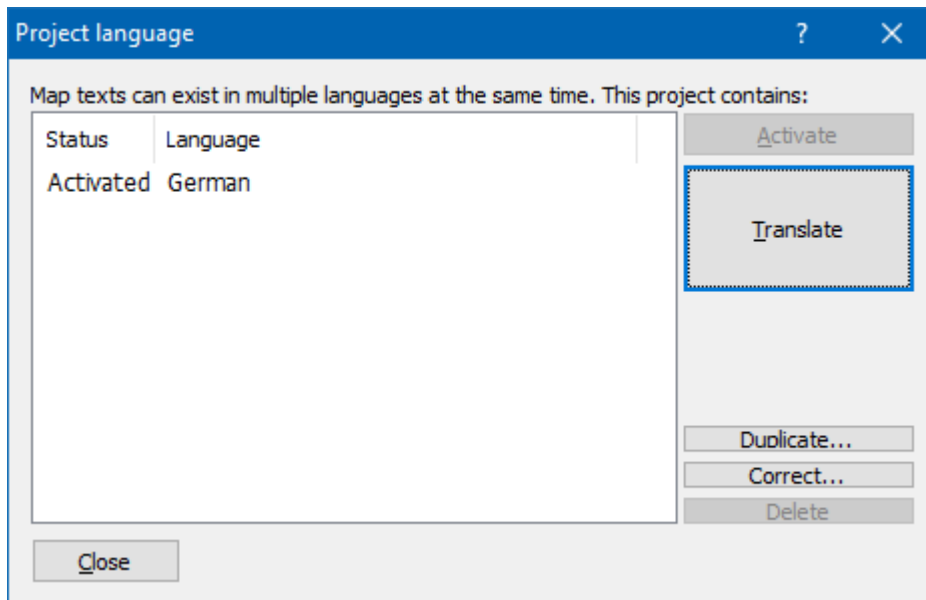 Project language ?
Map texts can exist in multiple languages at the same time. This project contains:
Status Language
Activated German
Activate
Translate
Duplicate...
Correct...
Delete
Close